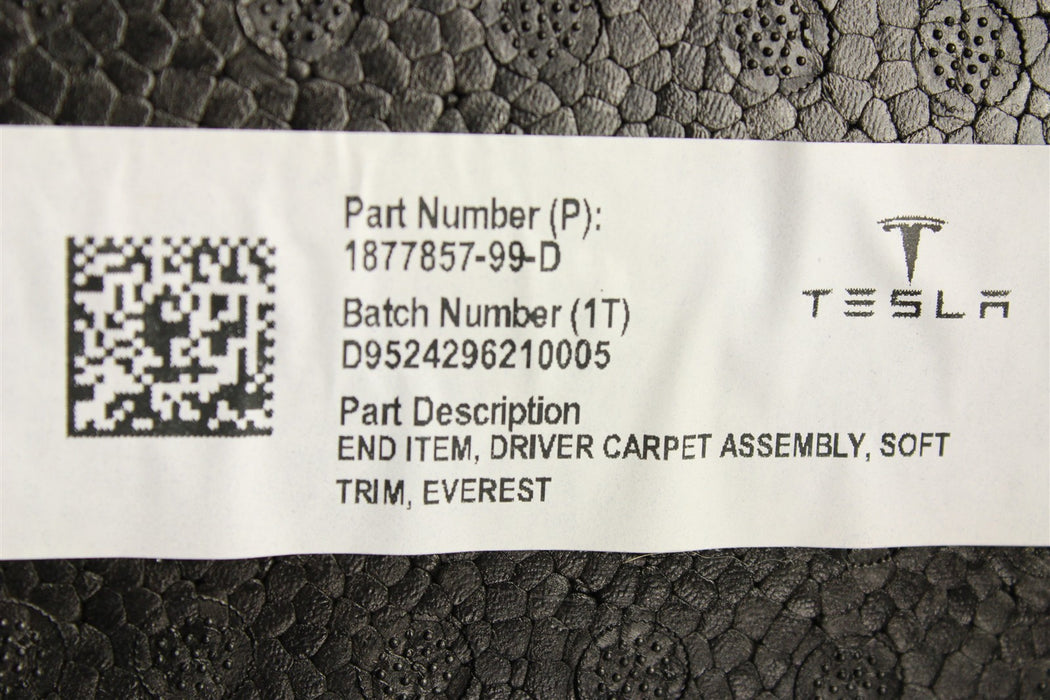 Part Number (P):
1877857-99-D
Batch Number (1T)
D9524296210005
Part Description
END ITEM, DRIVER CARPET ASSEMBLY, SOFT
TRIM, EVEREST
TESLA